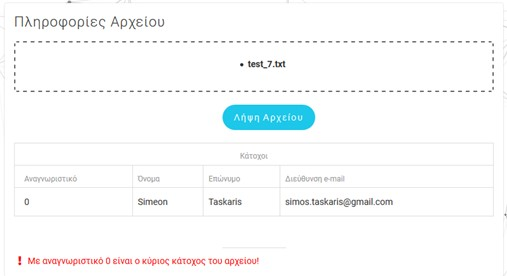 Πληροφορίες Αρχείου
• test_7.txt
Λήψη Αρχείου
Κάτοχοι
Αναγνωριστικό Όνομα Επώνυμο Διεύθυνση e-mail
0 Simeon Taskaris simos.taskaris@gmail.com
! Με αναγνωριστικό 0 είναι ο κύριος κάτοχος του αρχείου!